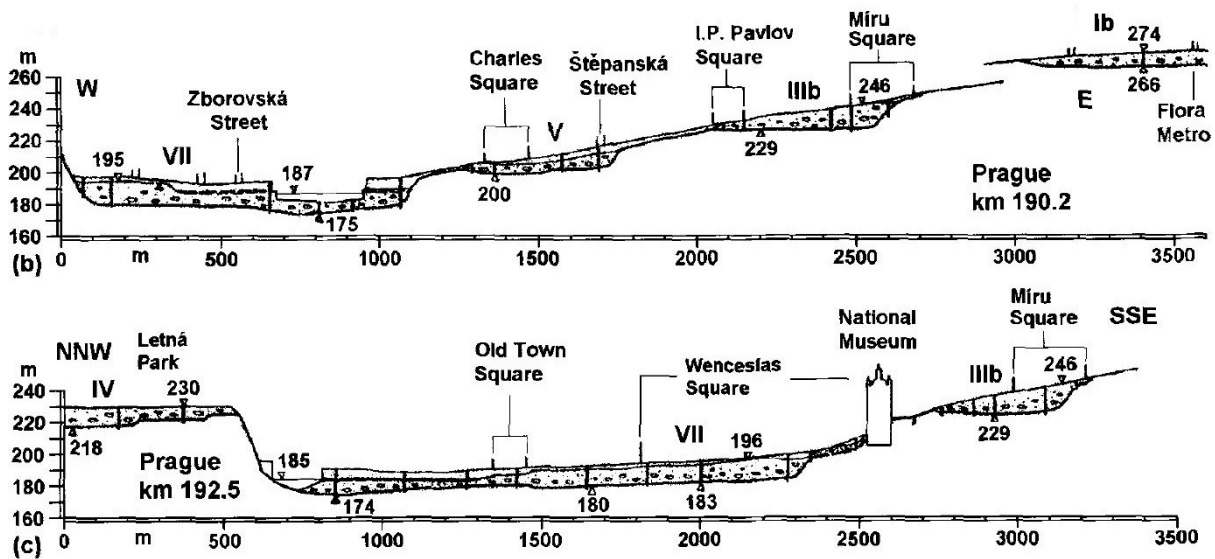 Ib
274
Míru
Square
I.P. Pavlov
Square
Charles
Square
Štěpanská
Street
m
260
W
IIIb
246
266
E
Flora
Metro
240
Zborovská
Street
V
229
220
195
VII
187
200
Prague
km 190.2
200
180
175
160
(b)
0
m
500
1000
1500
2000
2500
3000
3500
Míru
Square
SSE
National
Museum
NNW
Letná
Park
Old Town
Square
Wenceslas
Square
m
240
IV
230
IIIb
246
220
218
229
200
Prague
km 192.5
185
VII
196
180
174
180
183
160
(c)
0
m
500
1000
1500
2000
2500
3000
3500